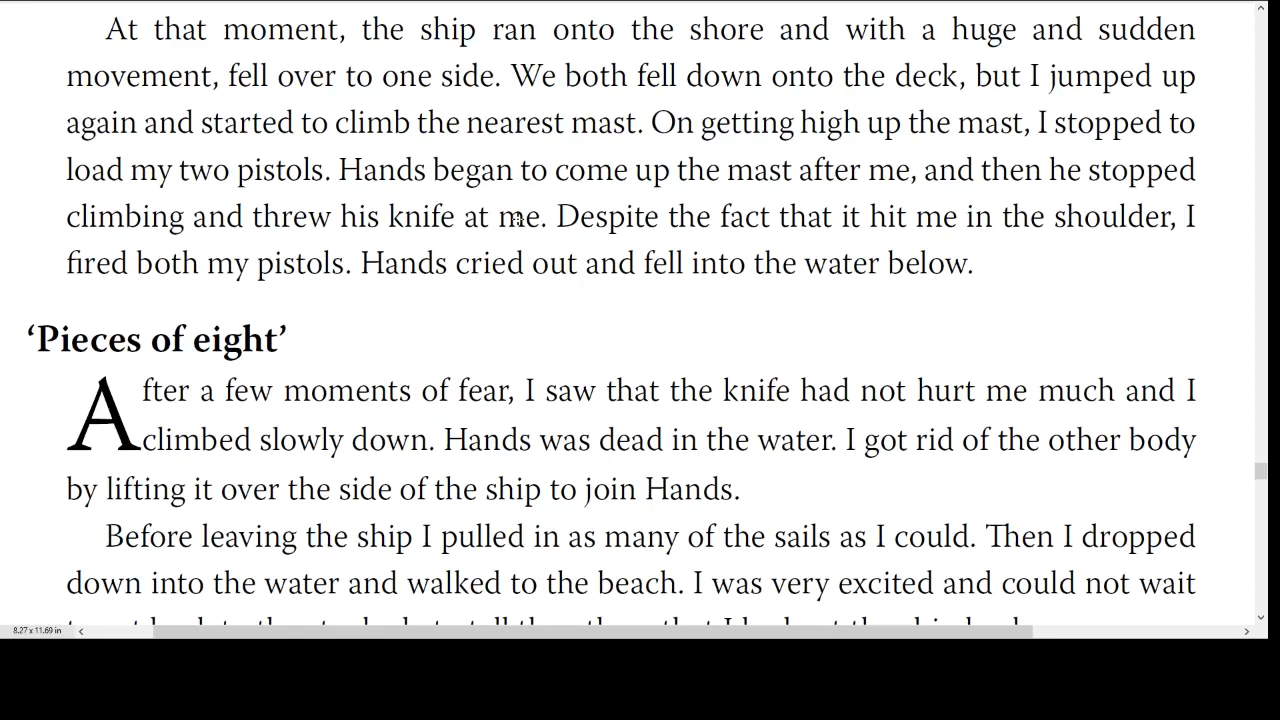 At that moment, the ship ran onto the shore and with a huge and sudden
movement, fell over to one side. We both fell down onto the deck, but I jumped up
again and started to climb the nearest mast. On getting high up the mast, I stopped to
load my two pistols. Hands began to come up the mast after me, and then he stopped
climbing and threw his knife at me. Despite the fact that it hit me in the shoulder, I
fired both my pistols. Hands cried out and fell into the water below.
‘Pieces of eight’
After a few moments of fear, I saw that the knife had not hurt me much and I
climbed slowly down. Hands was dead in the water. I got rid of the other body
by lifting it over the side of the ship to join Hands.
Before leaving the ship I pulled in as many of the sails as I could. Then I dropped
down into the water and walked to the beach. I was very excited and could not wait
8.27 x 11.69 in